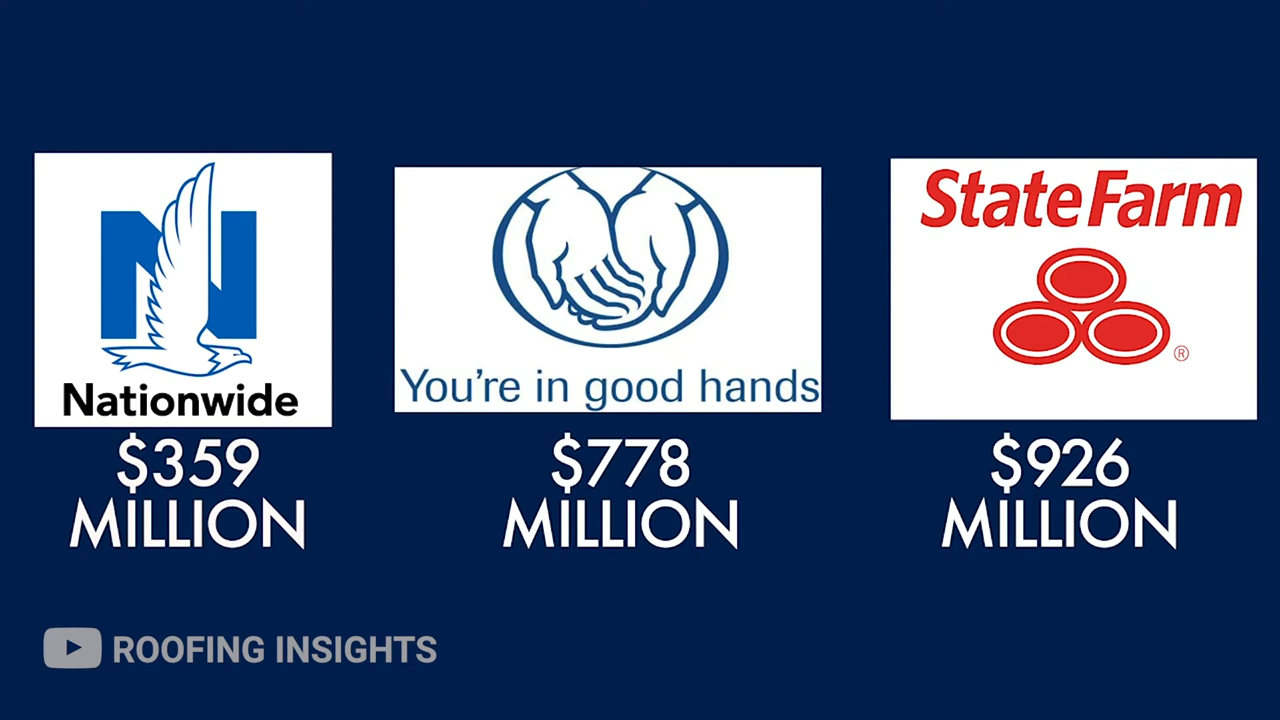 Nationwide
$359
MILLION
You're in good hands
$778
MILLION
State Farm
®
$926
MILLION
ROOFING INSIGHTS